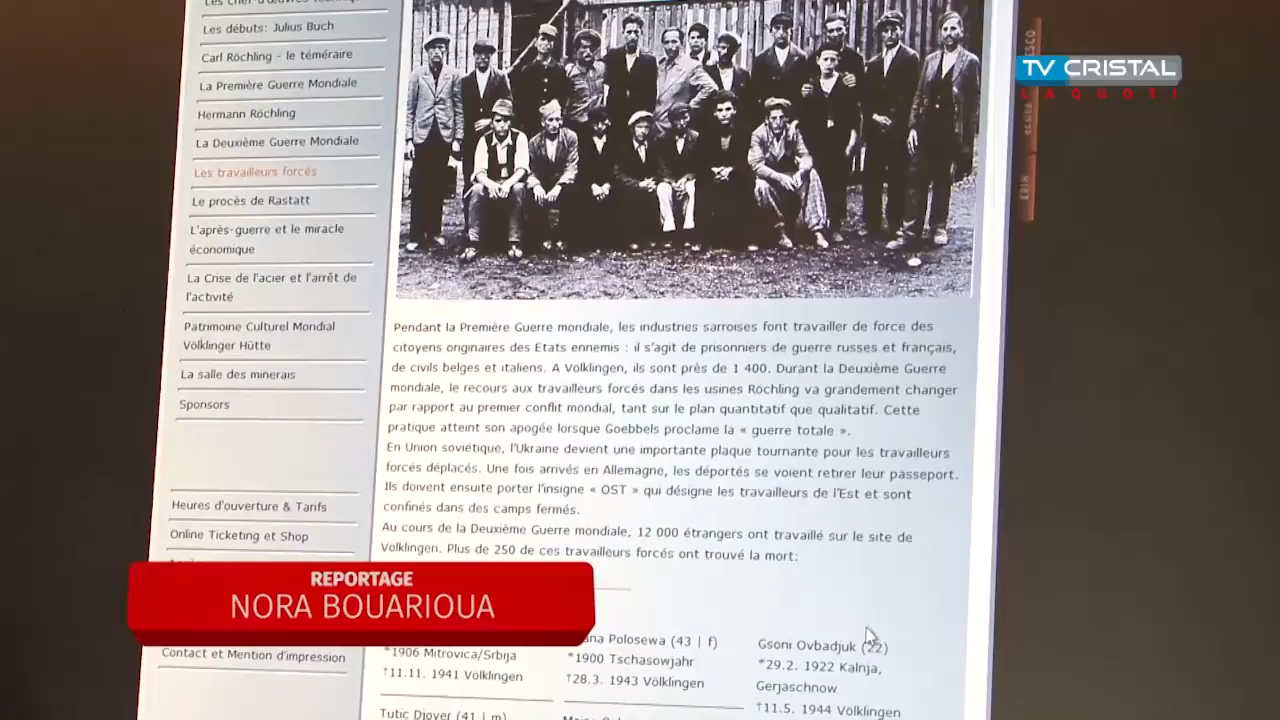 Les débuts: Julius Buch
Carl Röchling - le téméraire
La Première Guerre Mondiale
Hermann Röchling
La Deuxième Guerre Mondiale
Les travailleurs forcés
Le procès de Rastatt
L'après-guerre et le miracle
économique
La Crise de l'acier et l'arrêt de
l'activité
Patrimoine Culturel Mondial
Völklinger Hütte
La salle des minerais
Sponsors
Heures d'ouverture & Tarifs
Online Ticketing et Shop
Contact et Mention d'impression
Pendant la Première Guerre mondiale, les industries sarroises font travailler de force des
citoyens originaires des Etats ennemis : il s'agit de prisonniers de guerre russes et français,
de civils belges et italiens. A Völklingen, ils sont près de 1 400. Durant la Deuxième Guerre
mondiale, le recours aux travailleurs forcés dans les usines Röchling va grandement changer
par rapport au premier conflit mondial, tant sur le plan quantitatif que qualitatif. Cette
pratique atteint son apogée lorsque Goebbels proclame la « guerre totale ».
En Union soviétique, l'Ukraine devient une importante plaque tournante pour les travailleurs
forcés déplacés. Une fois arrivés en Allemagne, les déportés se voient retirer leur passeport.
Ils doivent ensuite porter l'insigne « OST » qui désigne les travailleurs de l'Est et sont
confinés dans des camps fermés.
Au cours de la Deuxième Guerre mondiale, 12 000 étrangers ont travaillé sur le site de
Völklingen. Plus de 250 de ces travailleurs forcés ont trouvé la mort:
*1906 Mitrovica/Srbija
†11.11. 1941 Völklingen
Tutic Djover (41 | m)
Polosewa (43 | f)
*1900 Tschasowjahr
†28.3. 1943 Völklingen
Gsoni Ovbadjuk (22)
*29.2. 1922 Kalnja,
Gerjaschnow
†11.5. 1944 Völklingen
TV CRISTAL
LAQUOTI
REPORTAGE
NORA BOUARIOUA